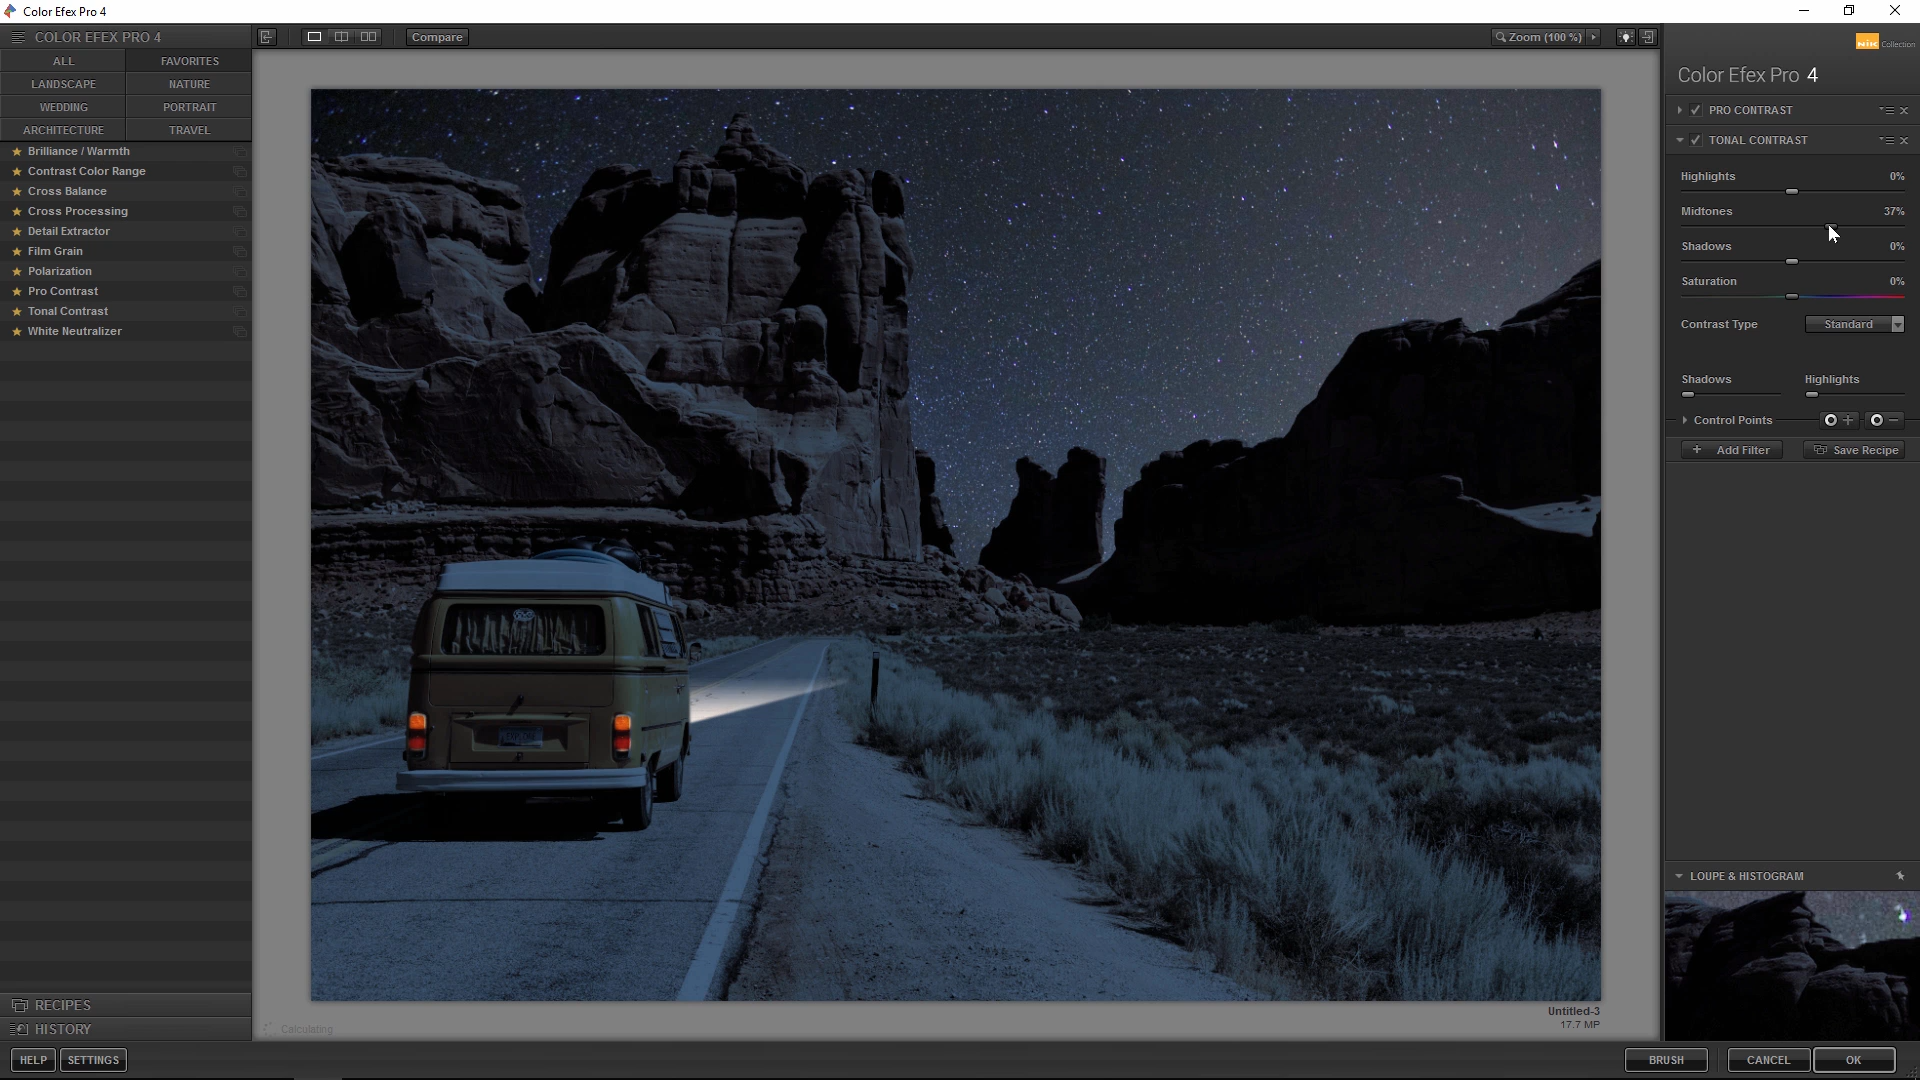 Color Efex Pro 4
COLOR EFEX PRO 4
Compare
Zoom (100 %)
ALL
FAVORITES
LANDSCAPE
NATURE
WEDDING
PORTRAIT
ARCHITECTURE
TRAVEL
Brilliance / Warmth
Contrast Color Range
Cross Balance
Cross Processing
Detail Extractor
Film Grain
Polarization
Pro Contrast
Tonal Contrast
White Neutralizer
RECIPES
HISTORY
HELP
SETTINGS
EXPLORE
Calculating
Untitled-3
17.7 MP
Nik Collection
Color Efex Pro 4
PRO CONTRAST
TONAL CONTRAST
Highlights 0%
Midtones 37%
Shadows 0%
Saturation 0%
Contrast Type Standard
Shadows Highlights
Control Points
Add Filter
Save Recipe
LOUPE & HISTOGRAM
BRUSH
CANCEL
OK